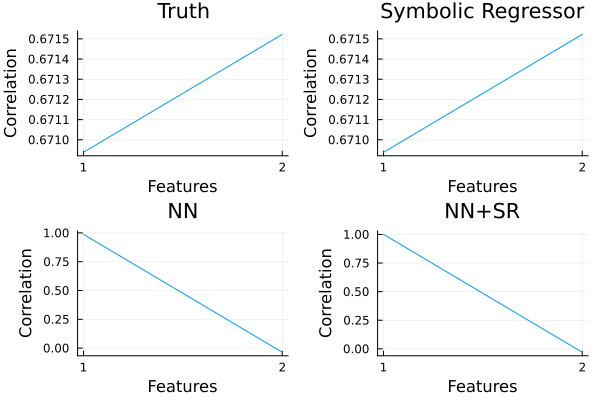 Truth
Correlation
0.6715
0.6714
0.6713
0.6712
0.6711
0.6710
1
2
Features
Symbolic Regressor
Correlation
0.6715
0.6714
0.6713
0.6712
0.6711
0.6710
1
2
Features
NN
Correlation
1.00
0.75
0.50
0.25
0.00
1
2
Features
NN+SR
Correlation
1.00
0.75
0.50
0.25
0.00
1
2
Features